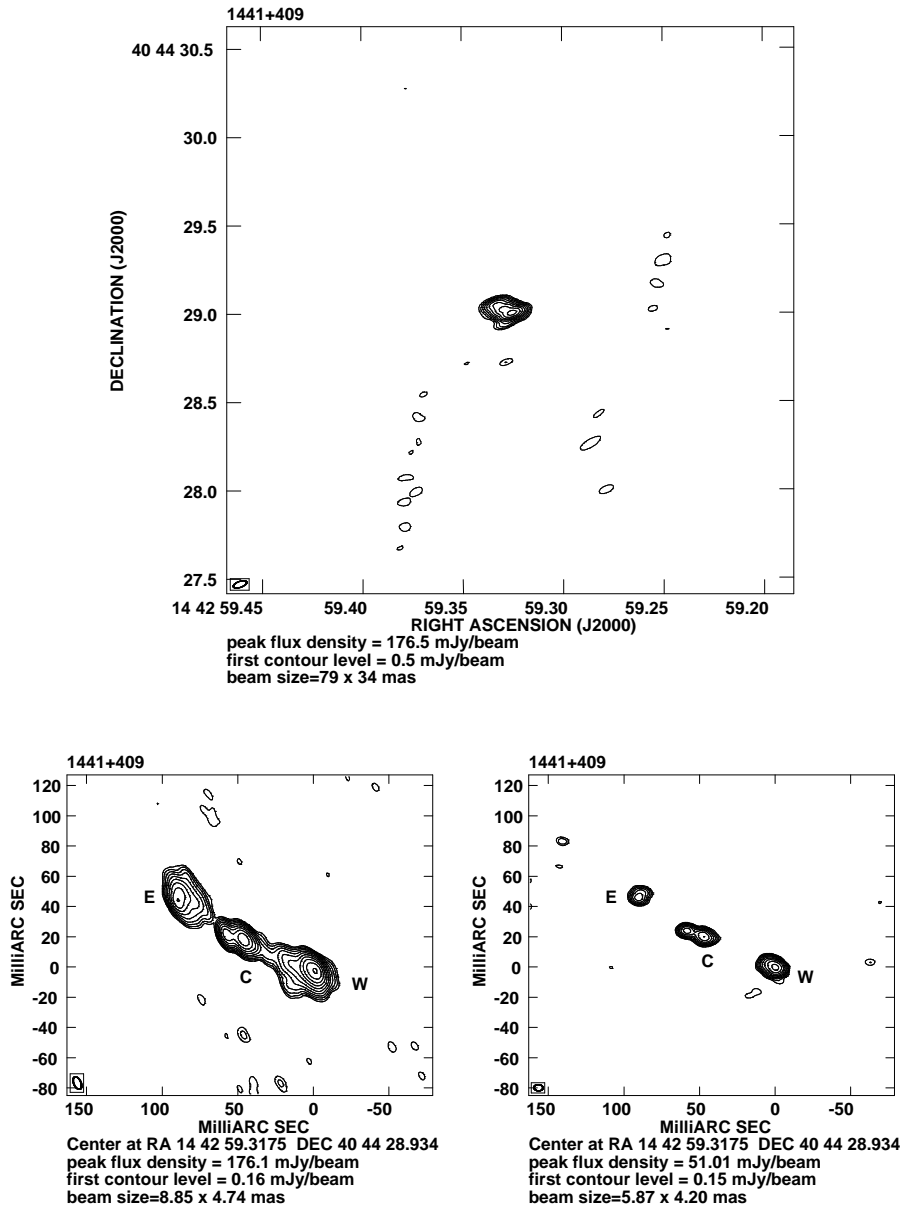 1441+409
40 44 30.5
30.0
29.5
DECLINATION (J2000)
29.0
28.5
28.0
27.5
14 42 59.45 59.40 59.35 59.30 59.25 59.20
RIGHT ASCENSION (J2000)
peak flux density = 176.5 mJy/beam
first contour level = 0.5 mJy/beam
beam size=79 x 34 mas
1441+409
120
100
80
60
40
20
0
-20
-40
-60
-80
MilliARC SEC
E
C
W
150 100 50 0 -50
MilliARC SEC
Center at RA 14 42 59.3175 DEC 40 44 28.934
peak flux density = 176.1 mJy/beam
first contour level = 0.16 mJy/beam
beam size=8.85 x 4.74 mas
1441+409
120
100
80
60
40
20
0
-20
-40
-60
-80
MilliARC SEC
E
C
W
150 100 50 0 -50
MilliARC SEC
Center at RA 14 42 59.3175 DEC 40 44 28.934
peak flux density = 51.01 mJy/beam
first contour level = 0.15 mJy/beam
beam size=5.87 x 4.20 mas